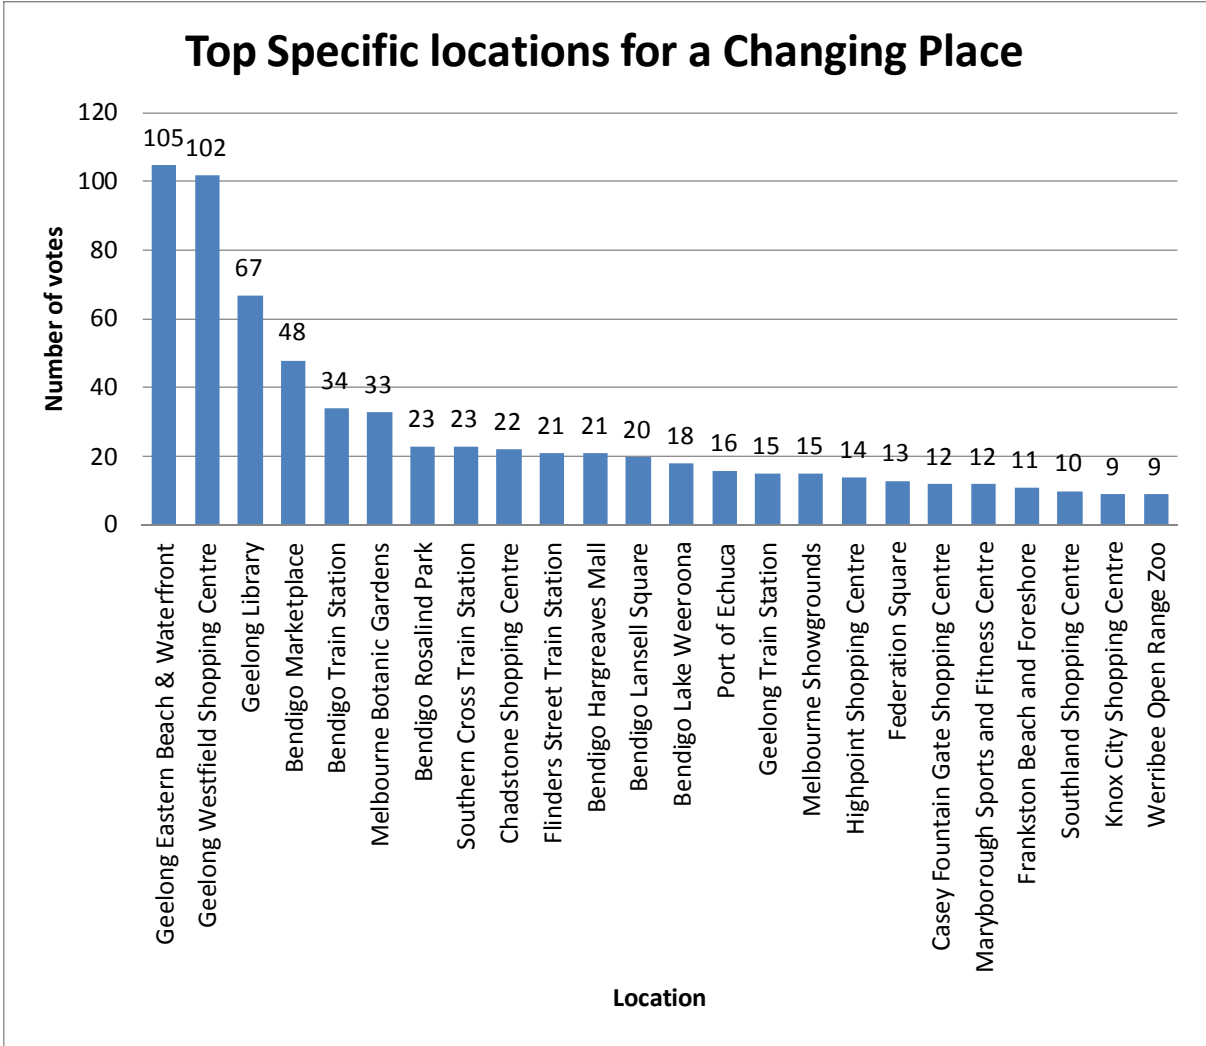 Top Specific locations for a Changing Place
Number of votes
120
100
80
60
40
20
0
105
102
67
48
34
33
23
23
22
21
21
20
18
16
15
15
14
13
12
12
11
10
9
9
Geelong Eastern Beach & Waterfront
Geelong Westfield Shopping Centre
Geelong Library
Bendigo Marketplace
Bendigo Train Station
Melbourne Botanic Gardens
Bendigo Rosalind Park
Southern Cross Train Station
Chadstone Shopping Centre
Flinders Street Train Station
Bendigo Hargreaves Mall
Bendigo Lansell Square
Bendigo Lake Weeroona
Port of Echuca
Geelong Train Station
Melbourne Showgrounds
Highpoint Shopping Centre
Federation Square
Casey Fountain Gate Shopping Centre
Maryborough Sports and Fitness Centre
Frankston Beach and Foreshore
Southland Shopping Centre
Knox City Shopping Centre
Werribee Open Range Zoo
Location